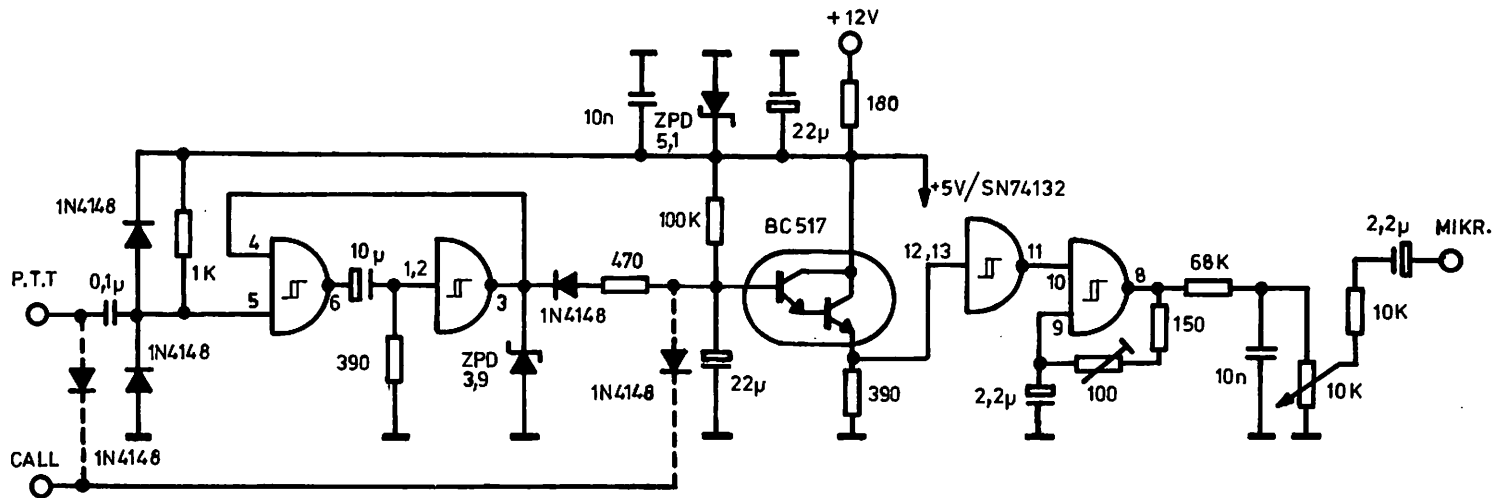 +12V
180
10n
ZPD
5,1
22µ
+5V/SN74132
1N4148
1K
100K
BC517
2,2µ
MIKR.
4
10µ
1,2
470
12,13
11
10
8
68K
P.T.T
0,1µ
5
6
3
1N4148
9
150
10K
1N4148
390
ZPD
3,9
1N4148
22µ
390
2,2µ
100
10n
10K
CALL
1N4148